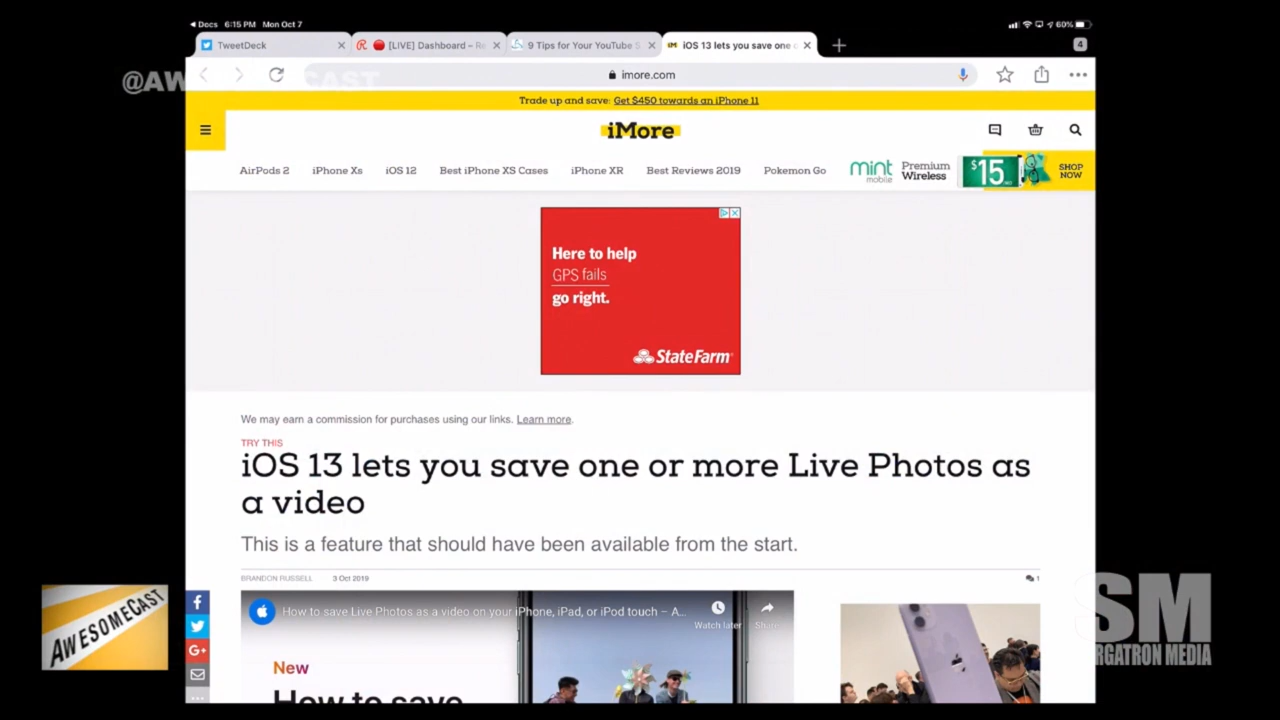 Docs 6:15 PM Mon Oct 7
60%
TweetDeck
[LIVE] Dashboard – Re
9 Tips for Your YouTube S
iM iOS 13 lets you save one o
4
@AW CAST
imore.com
Trade up and save: Get $450 towards an iPhone 11
iMore
AirPods 2 iPhone Xs iOS 12 Best iPhone XS Cases iPhone XR Best Reviews 2019 Pokemon Go
mint mobile
Premium Wireless
$15
SHOP NOW
Here to help
GPS fails
go right.
State Farm
We may earn a commission for purchases using our links. Learn more.
TRY THIS
iOS 13 lets you save one or more Live Photos as
a video
This is a feature that should have been available from the start.
BRANDON RUSSELL 3 Oct 2019
1
How to save Live Photos as a video on your iPhone, iPad, or iPod touch – A...
Watch later
Share
New
How to save
AWESOMECAST
SM
RGATRON MEDIA